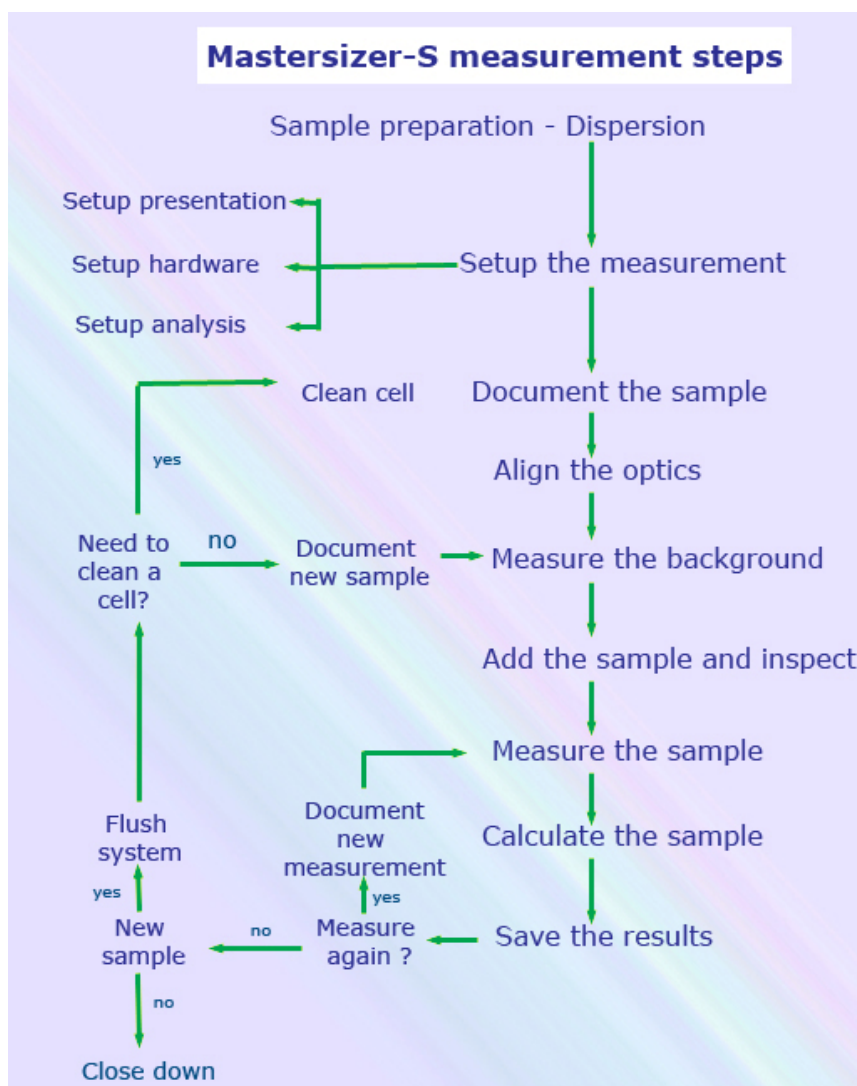 Mastersizer-S measurement steps
Sample preparation - Dispersion
Setup presentation
Setup hardware
Setup the measurement
Setup analysis
Clean cell
Document the sample
yes
Align the optics
Need to
clean a
cell?
no
Document
new sample
Measure the background
Add the sample and inspect
Measure the sample
Document
new
measurement
Calculate the sample
Flush
system
yes
yes
New
sample
no
Measure
again ?
Save the results
no
Close down